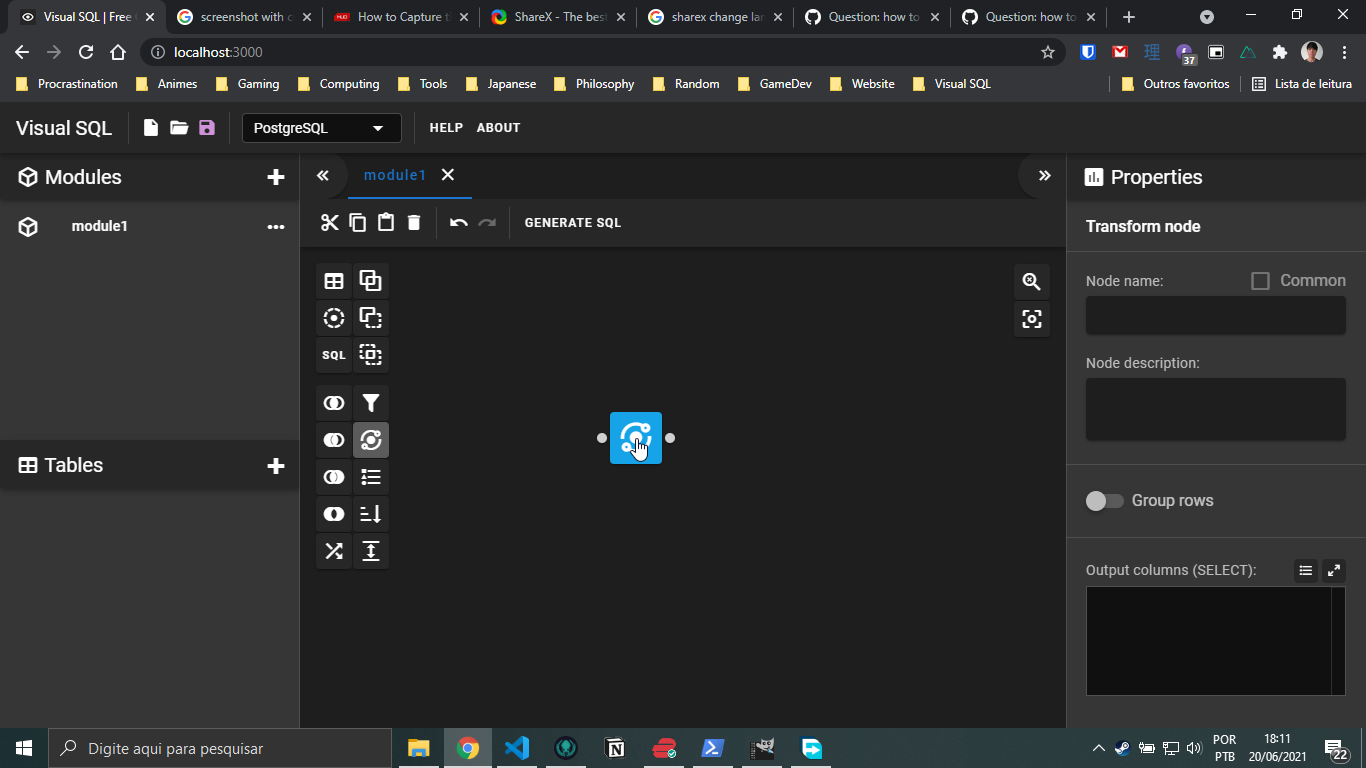 Visual SQL | Free
screenshot with c
How to Capture t
ShareX - The best
sharex change lan
Question: how to
Question: how to
localhost:3000
37
Procrastination
Animes
Gaming
Computing
Tools
Japanese
Philosophy
Random
GameDev
Website
Visual SQL
Outros favoritos
Lista de leitura
Visual SQL
PostgreSQL
HELP
ABOUT
Modules
module1
Properties
module1
Transform node
GENERATE SQL
Node name:
Common
Node description:
SQL
Tables
Group rows
Output columns (SELECT):
Digite aqui para pesquisar
POR
PTB
18:11
20/06/2021
22